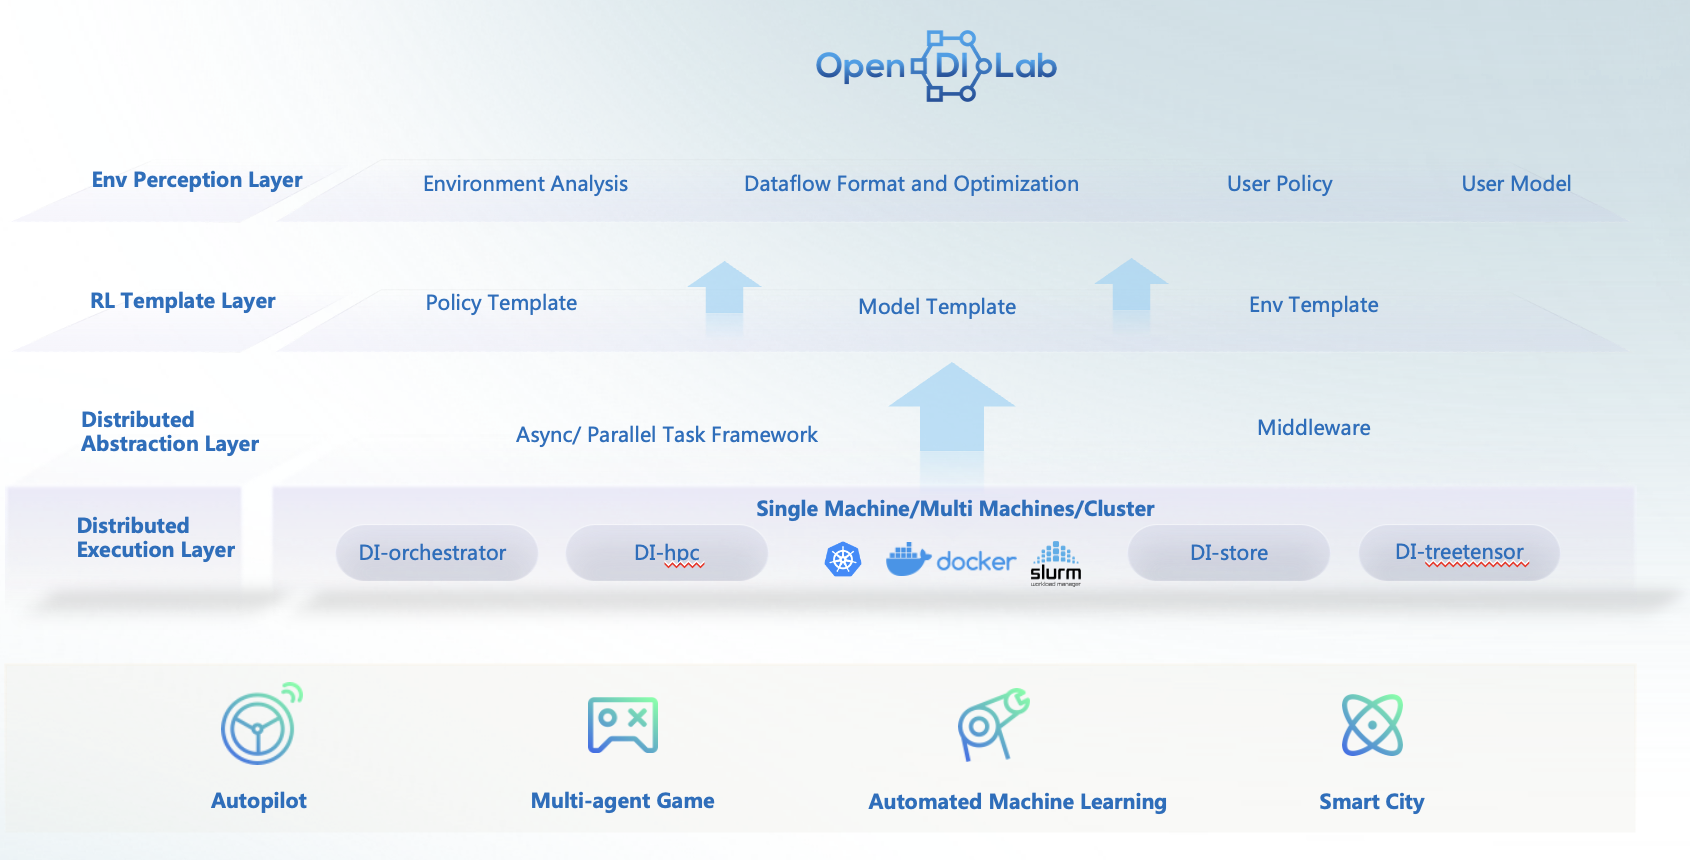 Open DI Lab
Env Perception Layer
Environment Analysis
Dataflow Format and Optimization
User Policy
User Model
RL Template Layer
Policy Template
Model Template
Env Template
Distributed
Abstraction Layer
Async/ Parallel Task Framework
Middleware
Distributed
Execution Layer
Single Machine/Multi Machines/Cluster
DI-orchestrator
DI-hpc
docker
slurm
workload manager
DI-store
DI-treetensor
Autopilot
Multi-agent Game
Automated Machine Learning
Smart City